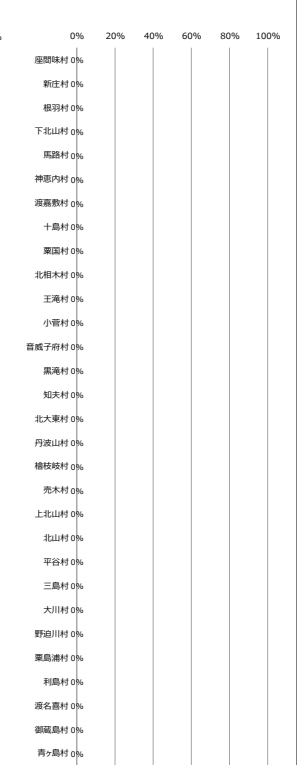 0% 20% 40% 60% 80% 100%
座間味村 0%
新庄村 0%
根羽村 0%
下北山村 0%
馬路村 0%
神恵内村 0%
渡嘉敷村 0%
十島村 0%
粟国村 0%
北相木村 0%
王滝村 0%
小菅村 0%
音威子府村 0%
黒滝村 0%
知夫村 0%
北大東村 0%
丹波山村 0%
檜枝岐村 0%
売木村 0%
上北山村 0%
北山村 0%
平谷村 0%
三島村 0%
大川村 0%
野迫川村 0%
粟島浦村 0%
利島村 0%
渡名喜村 0%
御蔵島村 0%
青ヶ島村 0%